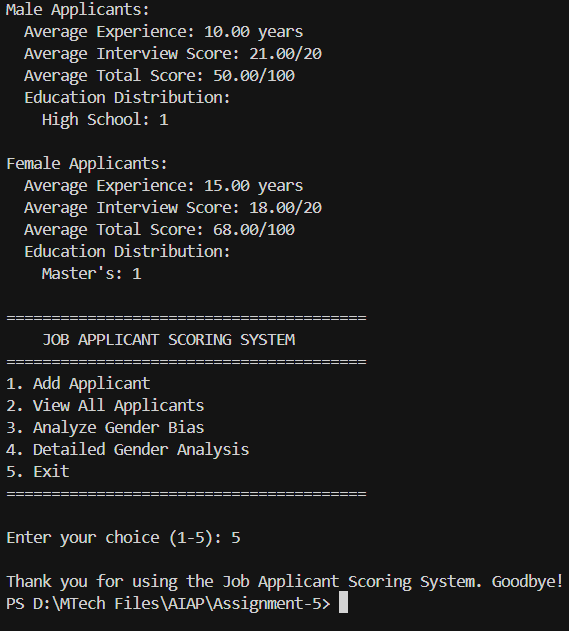 Male Applicants:
  Average Experience: 10.00 years
  Average Interview Score: 21.00/20
  Average Total Score: 50.00/100
  Education Distribution:
    High School: 1

Female Applicants:
  Average Experience: 15.00 years
  Average Interview Score: 18.00/20
  Average Total Score: 68.00/100
  Education Distribution:
    Master's: 1

========================================
    JOB APPLICANT SCORING SYSTEM
========================================
1. Add Applicant
2. View All Applicants
3. Analyze Gender Bias
4. Detailed Gender Analysis
5. Exit
========================================

Enter your choice (1-5): 5

Thank you for using the Job Applicant Scoring System. Goodbye!
PS D:\MTech Files\AIAP\Assignment-5>